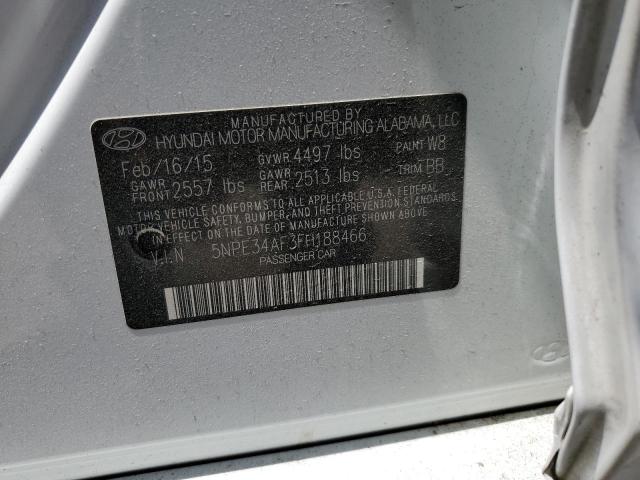 MANUFACTURED BY
HYUNDAI MOTOR MANUFACTURING ALABAMA, LLC
Feb/16/15 GVWR 4497 lbs PAINT W8
GAWR FRONT 2557 lbs GAWR REAR 2513 lbs TRIM BB
THIS VEHICLE CONFORMS TO ALL APPLICABLE U.S.A. FEDERAL
MOTOR VEHICLE SAFETY, BUMPER, AND THEFT PREVENTION STANDARDS
IN EFFECT ON THE DATE OF MANUFACTURE SHOWN ABOVE.
V.I.N 5NPE34AF3FH188466
PASSENGER CAR